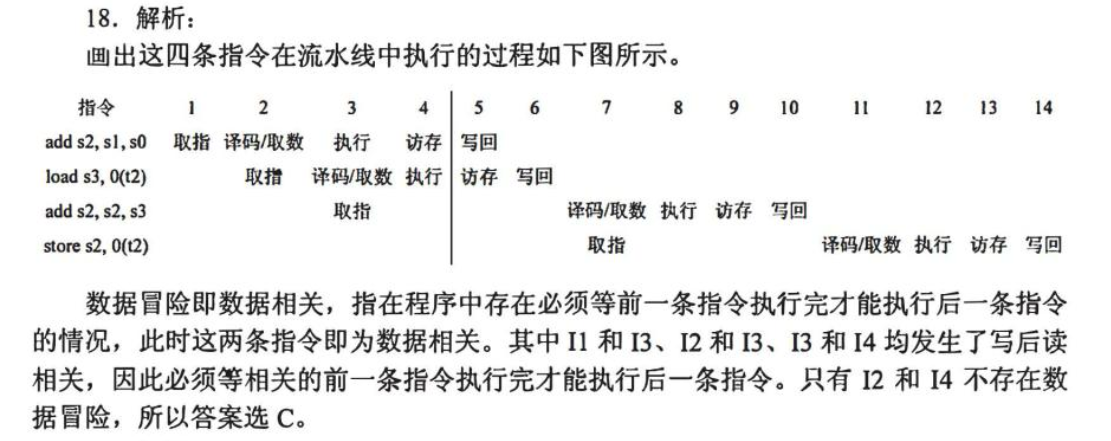 18. 解析：
画出这四条指令在流水线中执行的过程如下图所示。
指令 1 2 3 4 5 6 7 8 9 10 11 12 13 14
add s2, s1, s0 取指 译码/取数 执行 访存 写回
load s3, 0(t2) 取指 译码/取数 执行 访存 写回
add s2, s2, s3 取指 译码/取数 执行 访存 写回
store s2, 0(t2) 取指 译码/取数 执行 访存 写回
数据冒险即数据相关，指在程序中存在必须等前一条指令执行完才能执行后一条指令
的情况，此时这两条指令即为数据相关。其中 I1 和 I3、I2 和 I3、I3 和 I4 均发生了写后读
相关，因此必须等相关的前一条指令执行完才能执行后一条指令。只有 I2 和 I4 不存在数
据冒险，所以答案选 C。